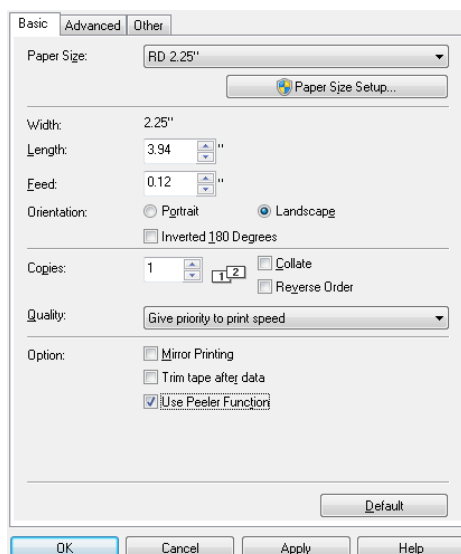 Basic Advanced Other
Paper Size: RD 2.25"
Paper Size Setup...
Width: 2.25"
Length: 3.94 "
Feed: 0.12 "
Orientation: Portrait Landscape
Inverted 180 Degrees
Copies: 1 1 2 Collate
Reverse Order
Quality: Give priority to print speed
Option: Mirror Printing
Trim tape after data
Use Peeler Function
Default
OK Cancel Apply Help